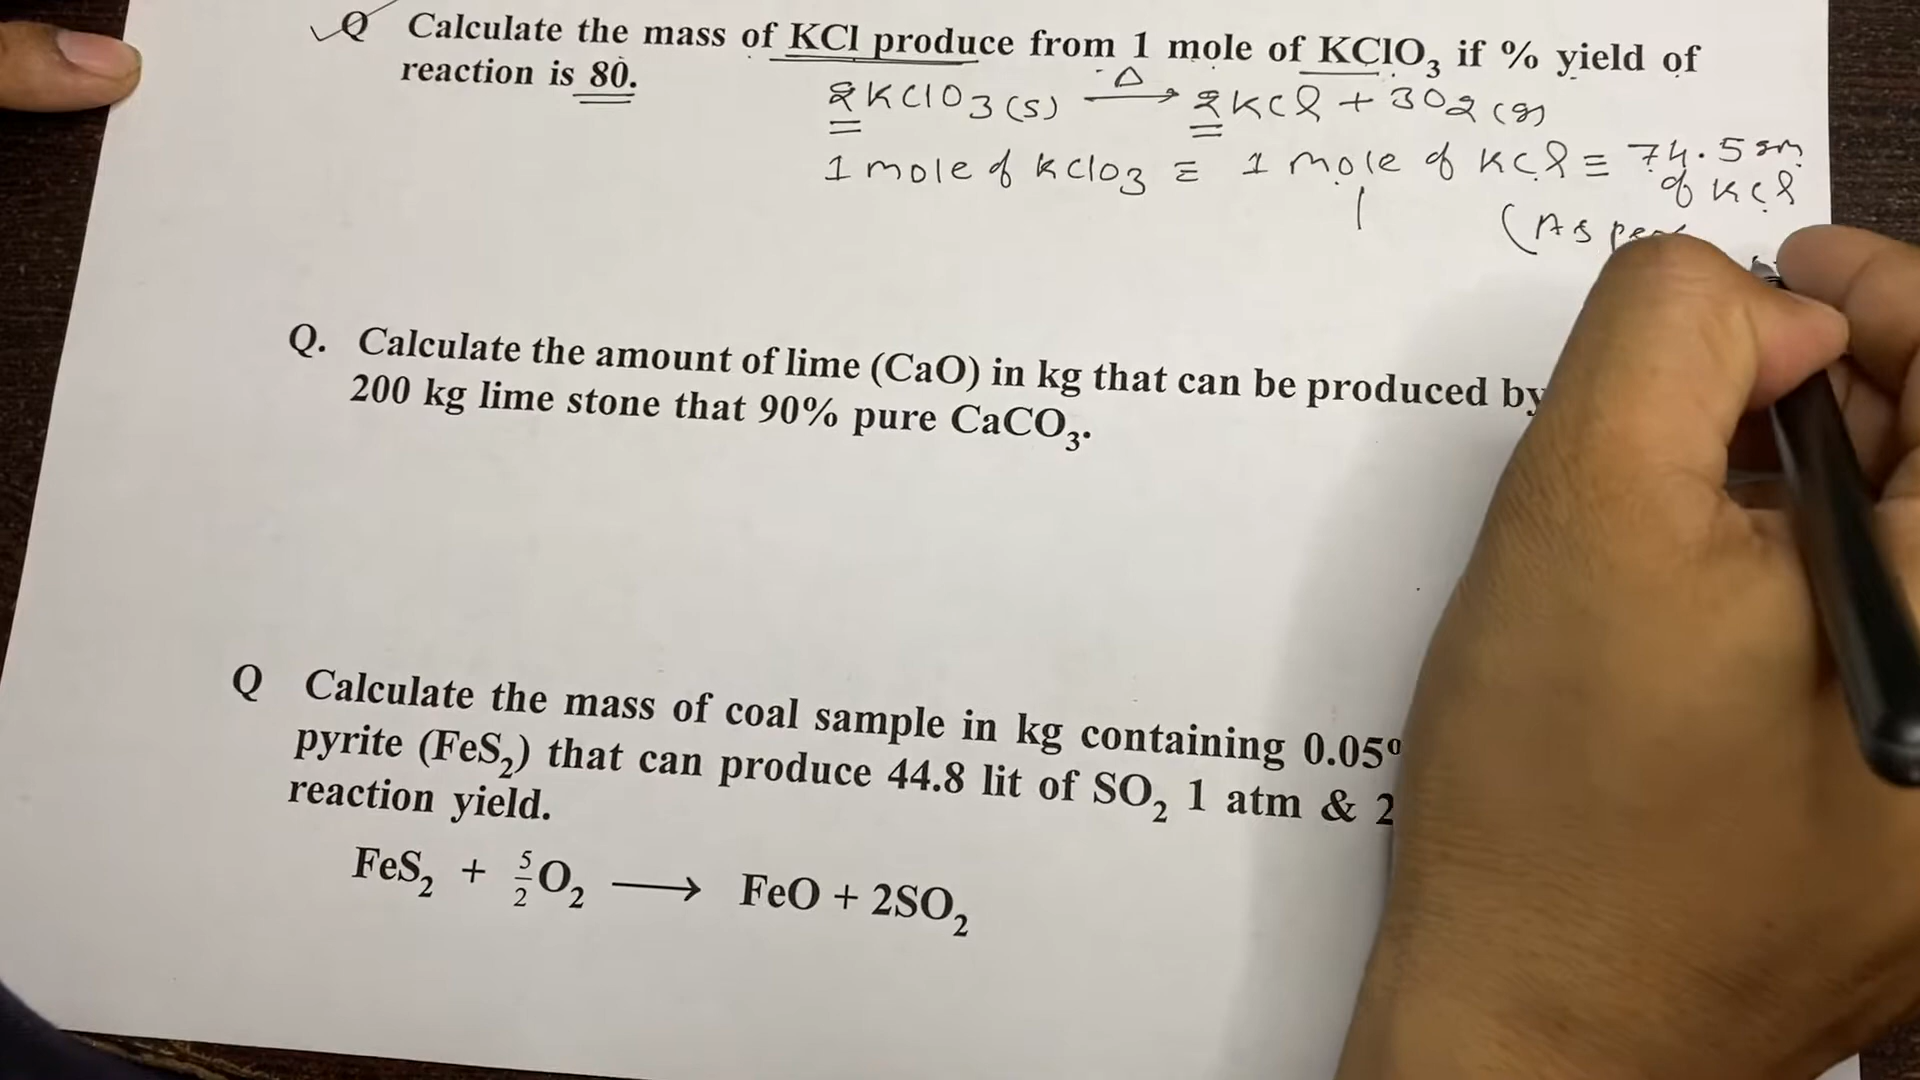 Q Calculate the mass of KCl produce from 1 mole of KClO3 if % yield of
reaction is 80.
2KClO3(s) —Δ→ 2KCl + 3O2(g)
1 mole of KClO3 ≡ 1 mole of KCl ≡ 74.5 gm
of KCl
(As per
Q. Calculate the amount of lime (CaO) in kg that can be produced by
200 kg lime stone that 90% pure CaCO3.
Q Calculate the mass of coal sample in kg containing 0.05
pyrite (FeS2) that can produce 44.8 lit of SO2 1 atm & 2
reaction yield.
FeS2 + 5/2 O2 ⟶ FeO + 2SO2